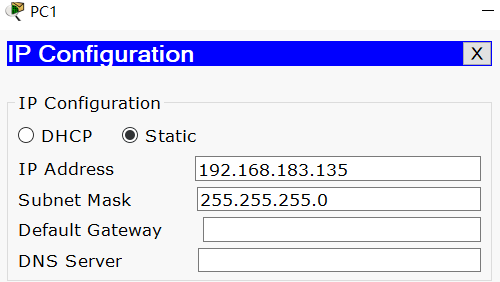 PC1
IP Configuration X
IP Configuration
DHCP Static
IP Address 192.168.183.135
Subnet Mask 255.255.255.0
Default Gateway
DNS Server